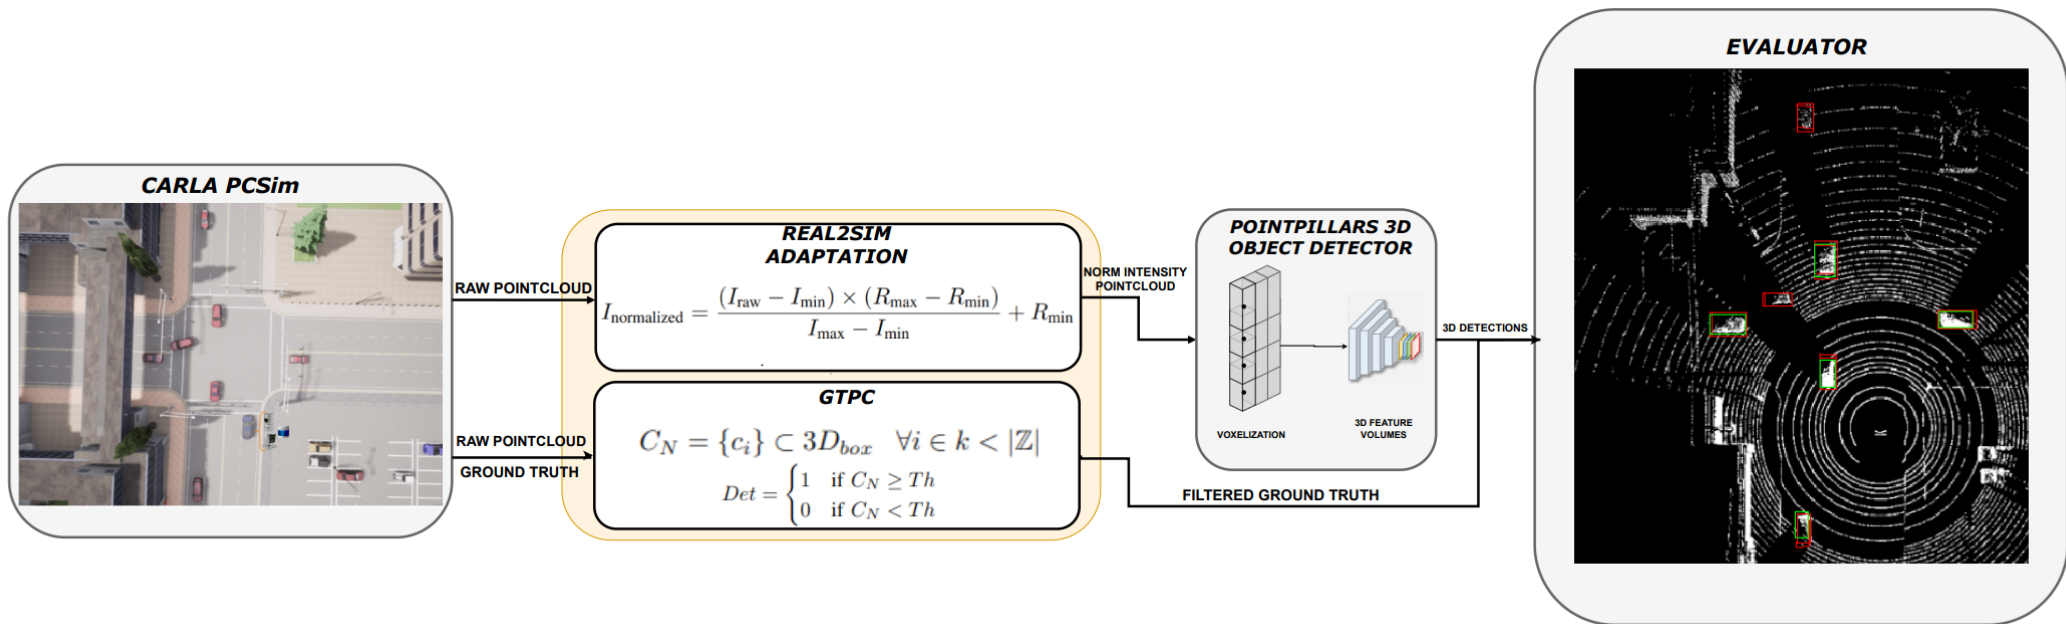 CARLA PCSim
RAW POINTCLOUD
RAW POINTCLOUD
GROUND TRUTH
REAL2SIM
ADAPTATION
I_normalized = \frac{(I_raw − I_min) × (R_max − R_min)}{I_max − I_min} + R_min
GTPC
C_N = {c_i} ⊂ 3D_box ∀i ∈ k < |ℤ|
Det = { 1 if C_N ≥ Th
0 if C_N < Th
NORM INTENSITY
POINTCLOUD
POINTPILLARS 3D
OBJECT DETECTOR
VOXELIZATION
3D FEATURE
VOLUMES
3D DETECTIONS
FILTERED GROUND TRUTH
EVALUATOR